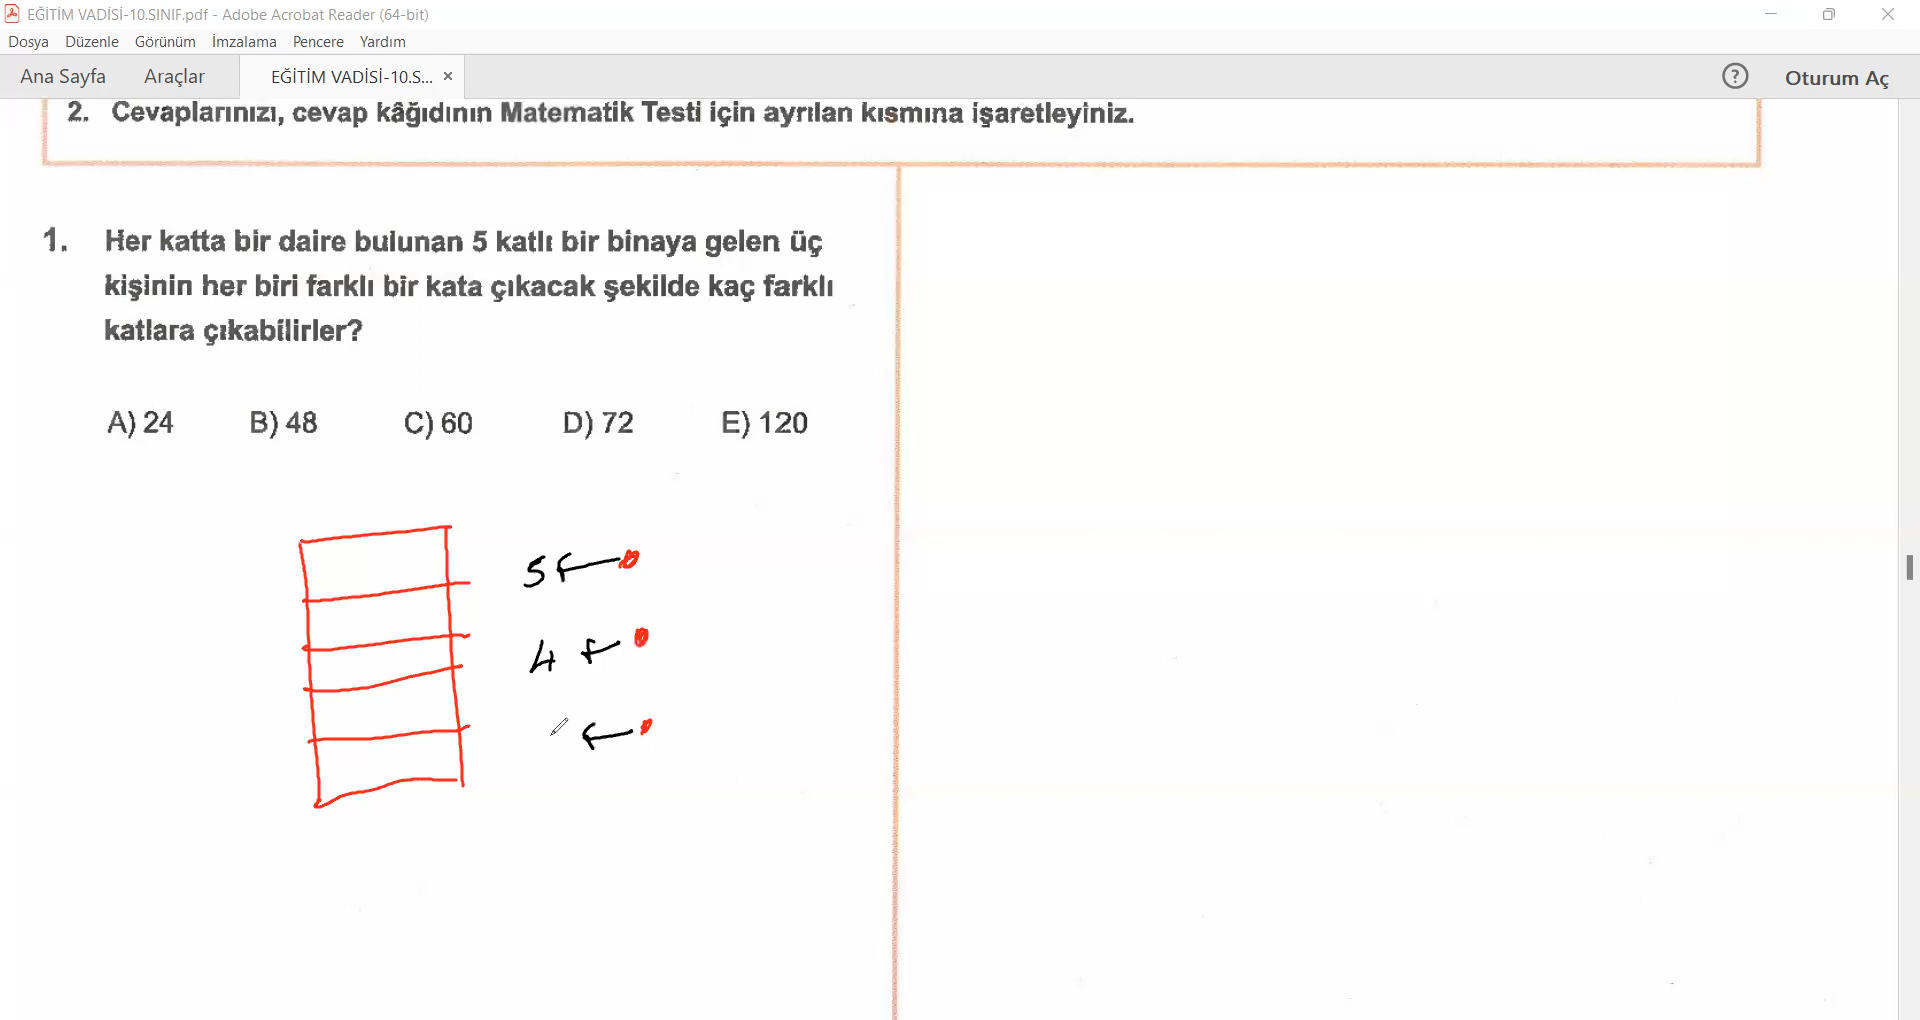 EĞİTİM VADİSİ-10.SINIF.pdf - Adobe Acrobat Reader (64-bit)
Dosya Düzenle Görünüm İmzalama Pencere Yardım
Ana Sayfa Araçlar EĞİTİM VADİSİ-10.S... × ? Oturum Aç
2. Cevaplarınızı, cevap kâğıdının Matematik Testi için ayrılan kısmına işaretleyiniz.
1. Her katta bir daire bulunan 5 katlı bir binaya gelen üç
kişinin her biri farklı bir kata çıkacak şekilde kaç farklı
katlara çıkabilirler?
A) 24 B) 48 C) 60 D) 72 E) 120
5
4